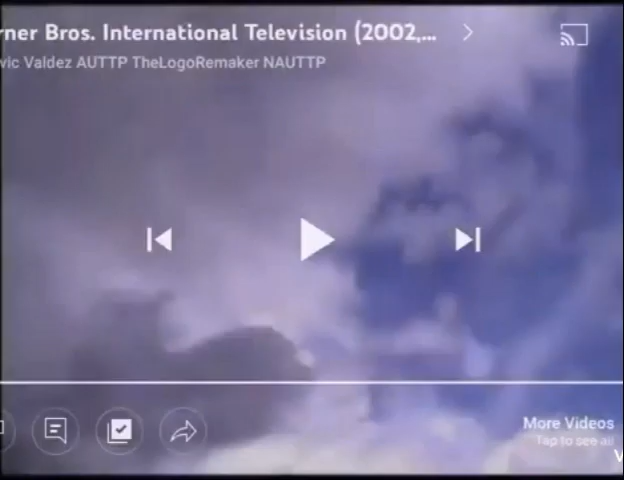 rner Bros. International Television (2002,...
vic Valdez AUTTP TheLogoRemaker NAUTTP
More Videos
Tap to see all
V